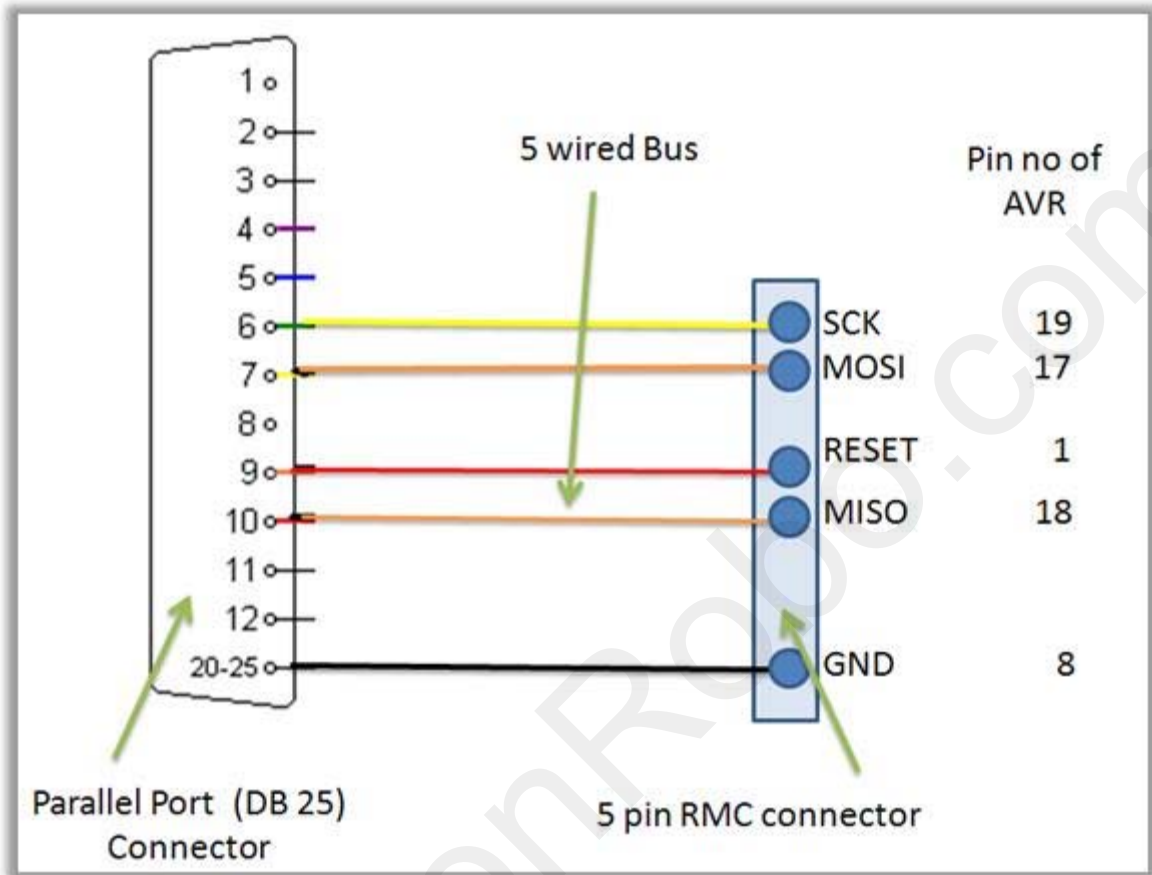 5 wired Bus
Pin no of
AVR
1
2
3
4
5
6
7
8
9
10
11
12
20-25
SCK 19
MOSI 17
RESET 1
MISO 18
GND 8
Parallel Port (DB 25)
Connector
5 pin RMC connector
onRobo.com